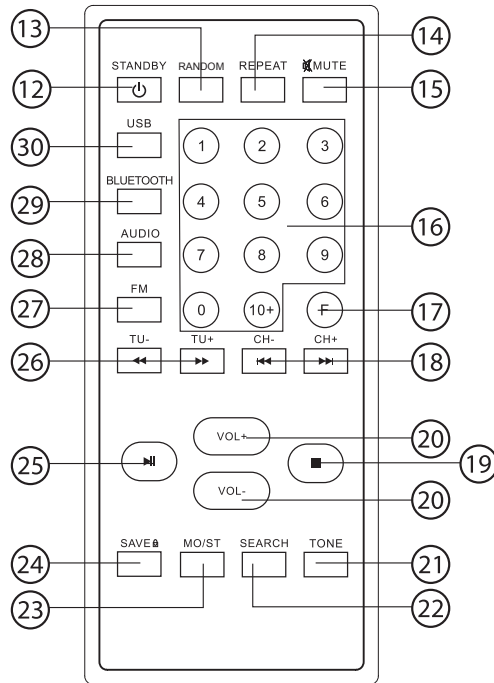 13 14
STANDBY RANDOM REPEAT MUTE
12 15
USB
30 1 2 3
BLUETOOTH
29 4 5 6 16
AUDIO
28 7 8 9
FM
27 0 10+ F 17
TU- TU+ CH- CH+
26 18
VOL+ 20
25 19
VOL- 20
SAVE MO/ST SEARCH TONE
24 21
23 22